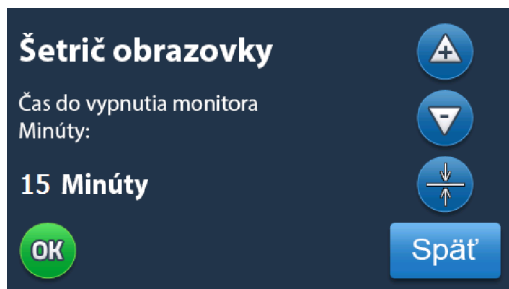 Šetrič obrazovky
Čas do vypnutia monitora
Minúty:
15 Minúty
OK
Späť